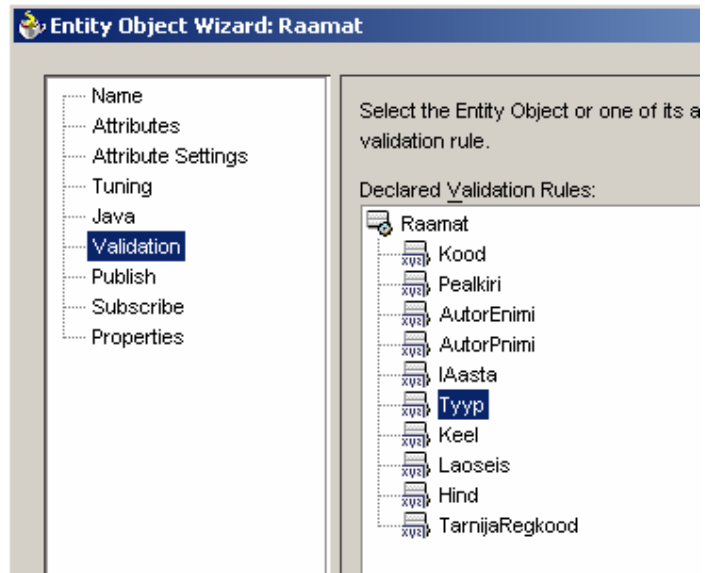 Entity Object Wizard: Raamat
Name
Attributes
Attribute Settings
Tuning
Java
Validation
Publish
Subscribe
Properties
Select the Entity Object or one of its a
validation rule.
Declared Validation Rules:
Raamat
Kood
Pealkiri
AutorEnimi
AutorPnimi
IAasta
Tyyp
Keel
Laoseis
Hind
TarnijaRegkood